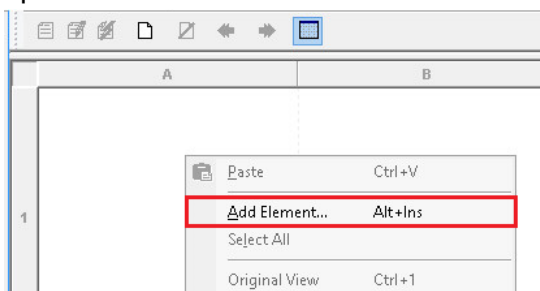 A B
Paste Ctrl+V
1 Add Element... Alt+Ins
Select All
Original View Ctrl+1